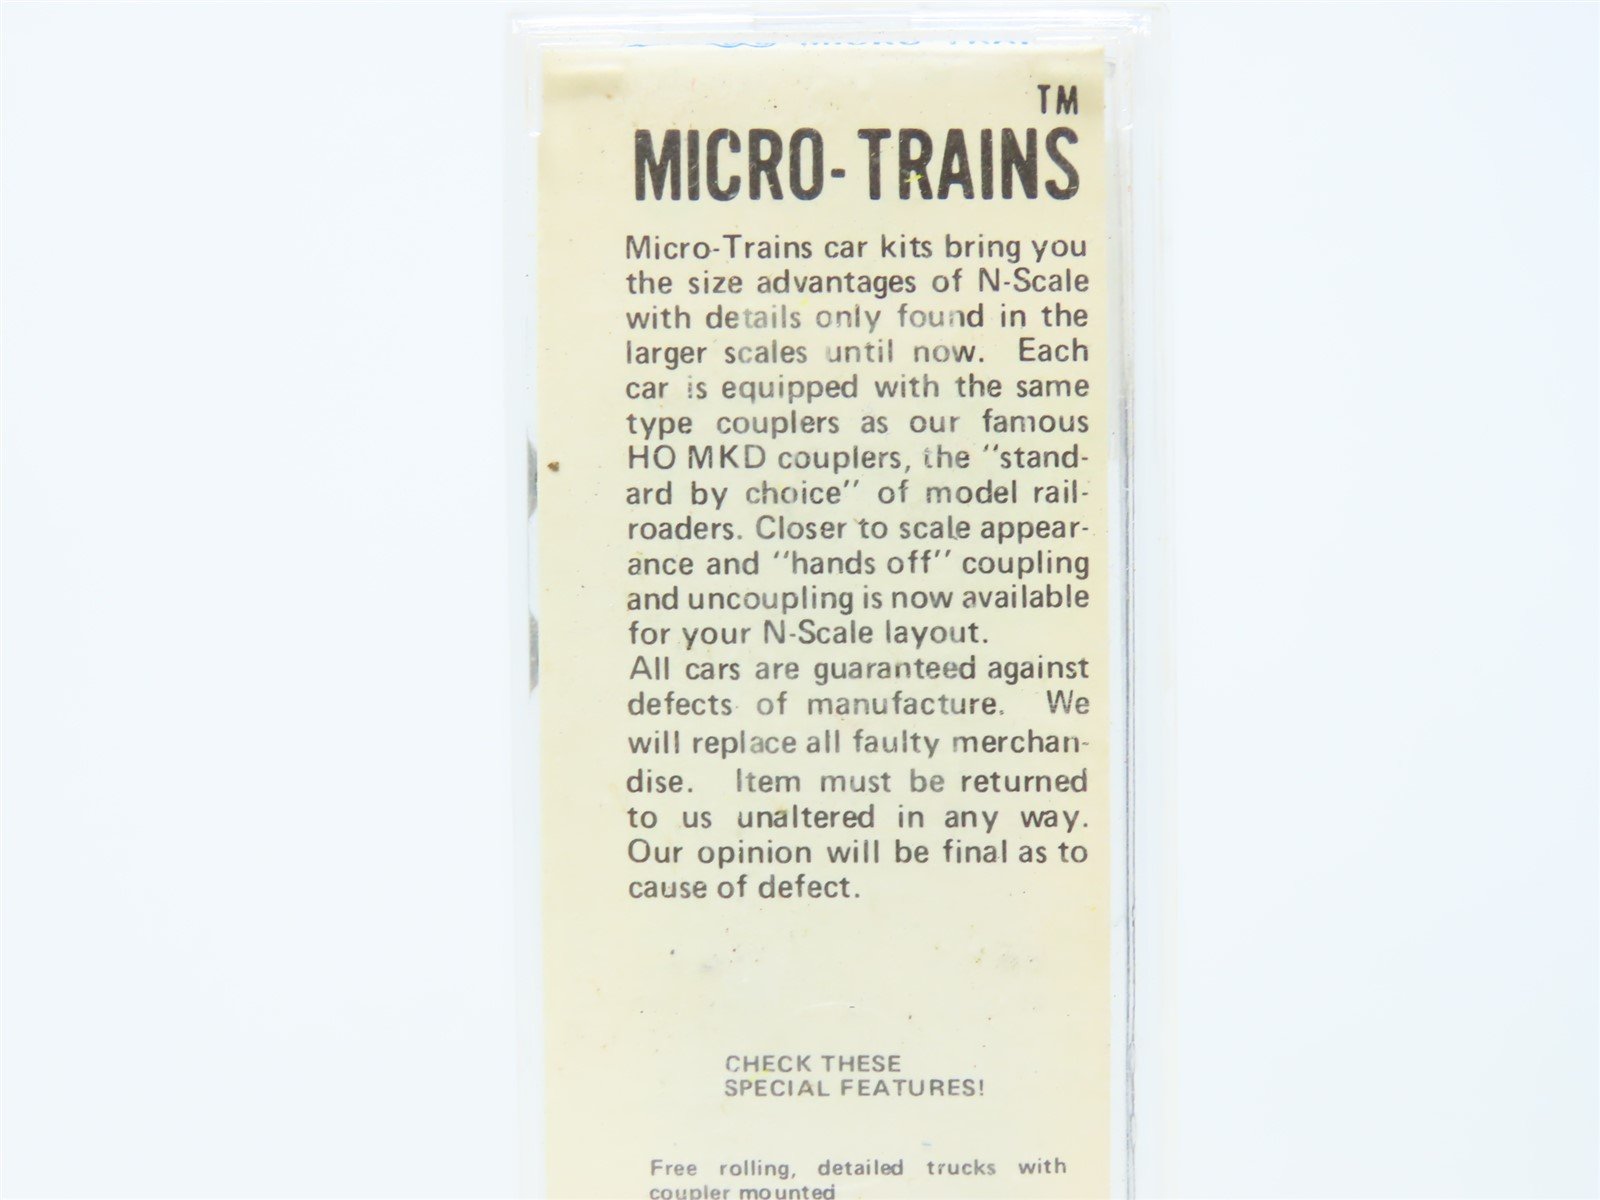 TM
MICRO-TRAINS
Micro-Trains car kits bring you
the size advantages of N-Scale
with details only found in the
larger scales until now. Each
car is equipped with the same
type couplers as our famous
HO MKD couplers, the "stand-
ard by choice" of model rail-
roaders. Closer to scale appear-
ance and "hands off" coupling
and uncoupling is now available
for your N-Scale layout.
All cars are guaranteed against
defects of manufacture. We
will replace all faulty merchan-
dise. Item must be returned
to us unaltered in any way.
Our opinion will be final as to
cause of defect.
CHECK THESE
SPECIAL FEATURES!
Free rolling, detailed trucks with
coupler mounted